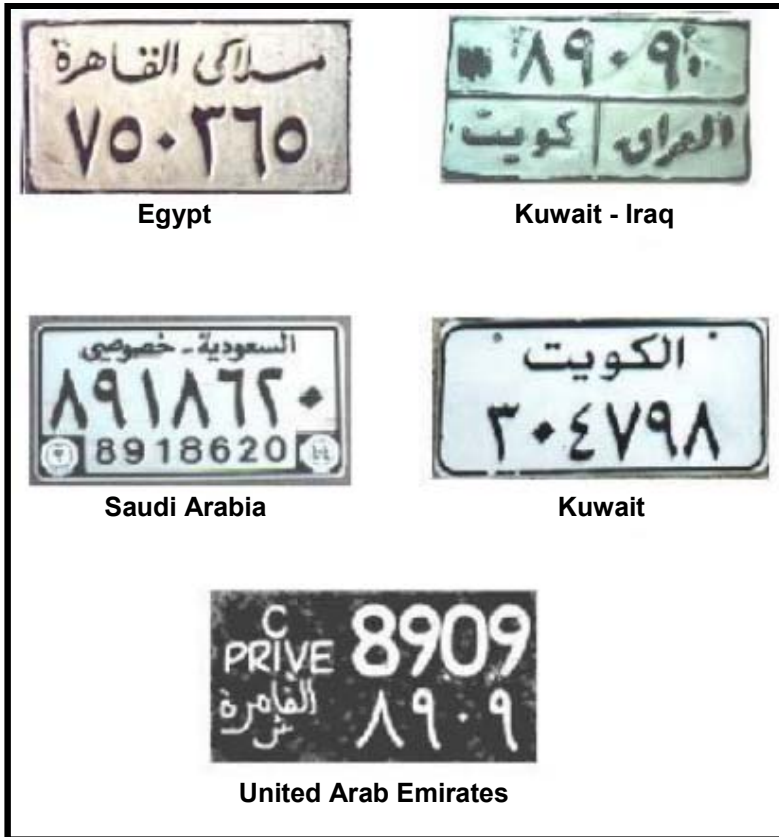 ملاكى القاهرة
٧٥٠٣٦٥
Egypt
٨٩٠٩٠
العراق كويت
Kuwait - Iraq
السعودية - خصوصي
٨٩١٨٦٢٠
8918620
Saudi Arabia
الكويت
٣٠٤٧٩٨
Kuwait
C
PRIVE 8909
القاهرة
ش ٨٩٠٩
United Arab Emirates